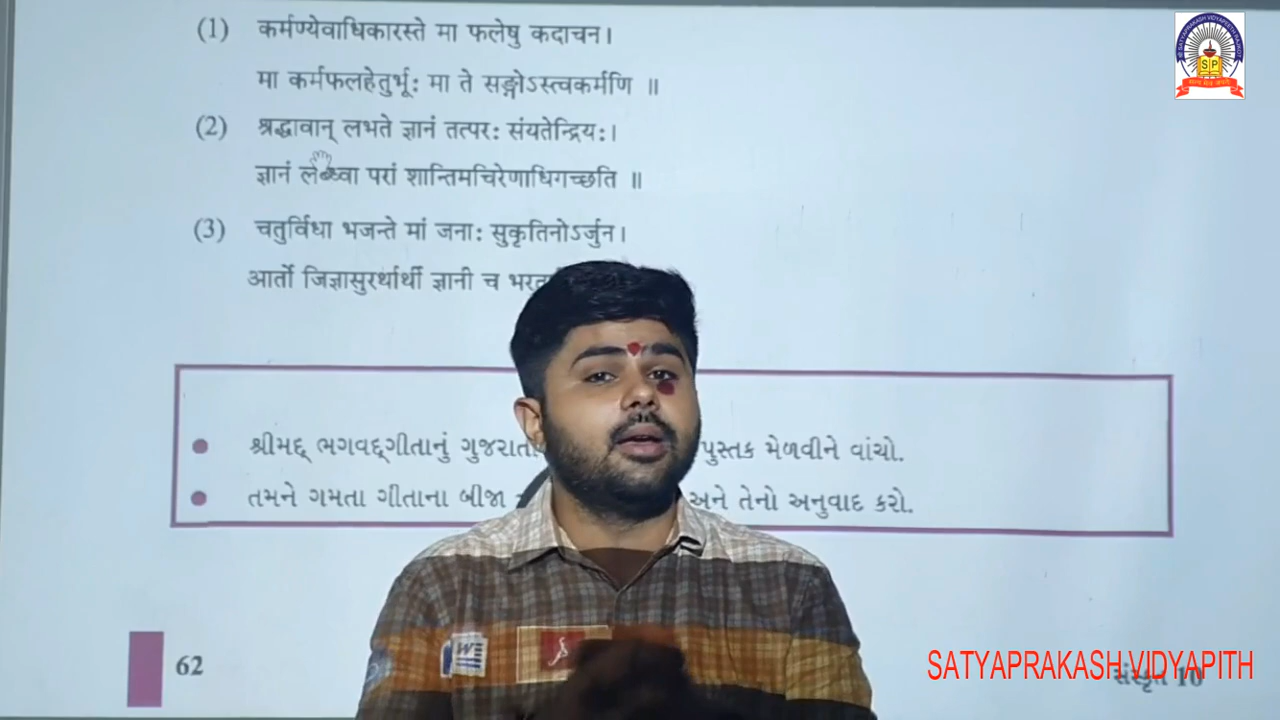 (1) कर्मण्येवाधिकारस्ते मा फलेषु कदाचन।
मा कर्मफलहेतुर्भूः मा ते सङ्गोऽस्त्वकर्मणि ॥
(2) श्रद्धावान् लभते ज्ञानं तत्परः संयतेन्द्रियः।
ज्ञानं लब्ध्वा परां शान्तिमचिरेणाधिगच्छति ॥
(3) चतुर्विधा भजन्ते मां जनाः सुकृतिनोऽर्जुन।
आर्तो जिज्ञासुरर्थार्थी ज्ञानी च
શ્રીમદ્ ભગવદ્ગીતાનું પુસ્તક મેળવીને વાંચો.
તમને ગમતા ગીતાના બીજા અને તેનો અનુવાદ કરો.
62
સંસ્કૃત 10
SATYAPRAKASH VIDYAPITH
SP